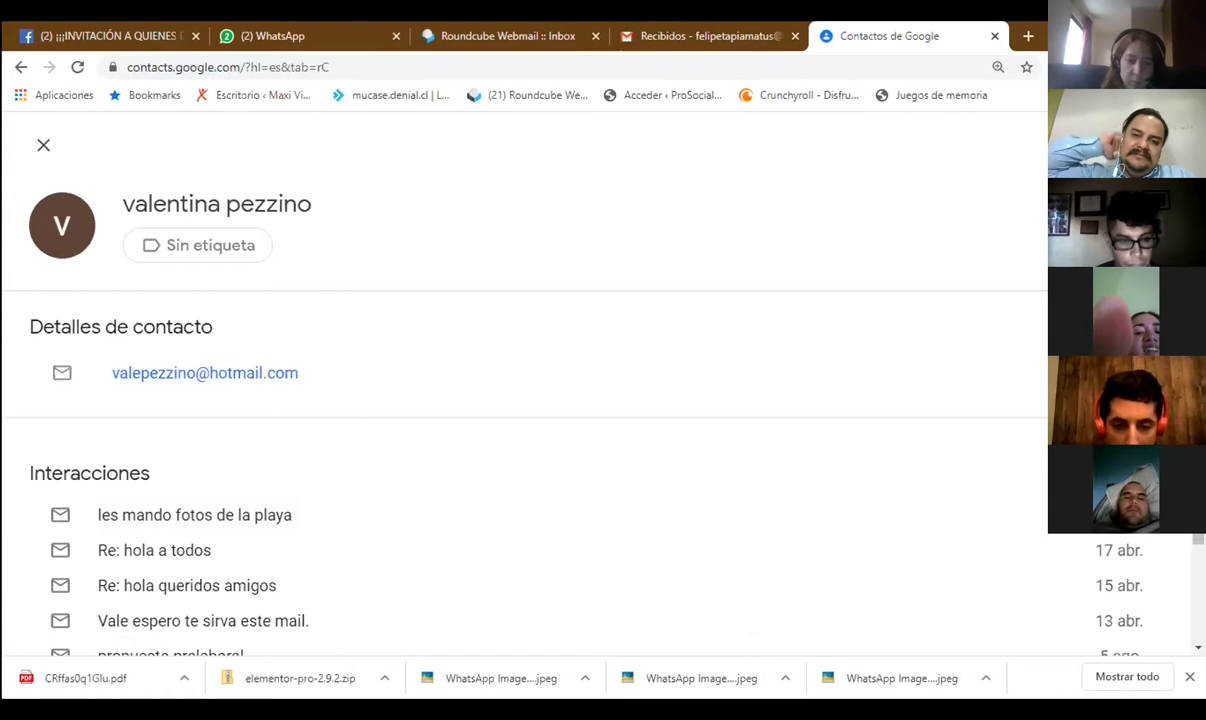 (2) ¡¡¡INVITACIÓN A QUIENES D
(2) WhatsApp
Roundcube Webmail :: Inbox
Recibidos - felipetapiamatus@
Contactos de Google
contacts.google.com/?hl=es&tab=rC
Aplicaciones
Bookmarks
Escritorio ‹ Maxi Vi...
mucase.denial.cl | L...
(21) Roundcube We...
Acceder ‹ ProSocial...
Crunchyroll - Disfru...
Juegos de memoria
V
valentina pezzino
Sin etiqueta
Detalles de contacto
valepezzino@hotmail.com
Interacciones
les mando fotos de la playa
Re: hola a todos 17 abr.
Re: hola queridos amigos 15 abr.
Vale espero te sirva este mail. 13 abr.
propuesta prelaboral 5 ago.
CRffas0q1Glu.pdf
elementor-pro-2.9.2.zip
WhatsApp Image....jpeg
WhatsApp Image....jpeg
WhatsApp Image....jpeg
Mostrar todo